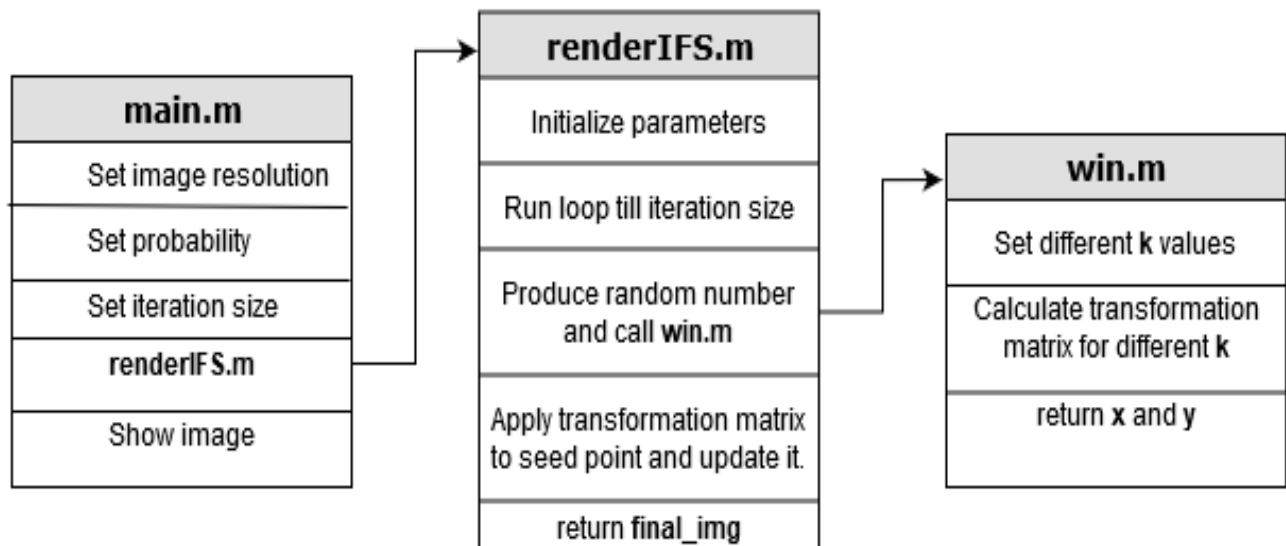 main.m
Set image resolution
Set probability
Set iteration size
renderIFS.m
Show image
renderIFS.m
Initialize parameters
Run loop till iteration size
Produce random number
and call win.m
Apply transformation matrix
to seed point and update it.
return final_img
win.m
Set different k values
Calculate transformation
matrix for different k
return x and y